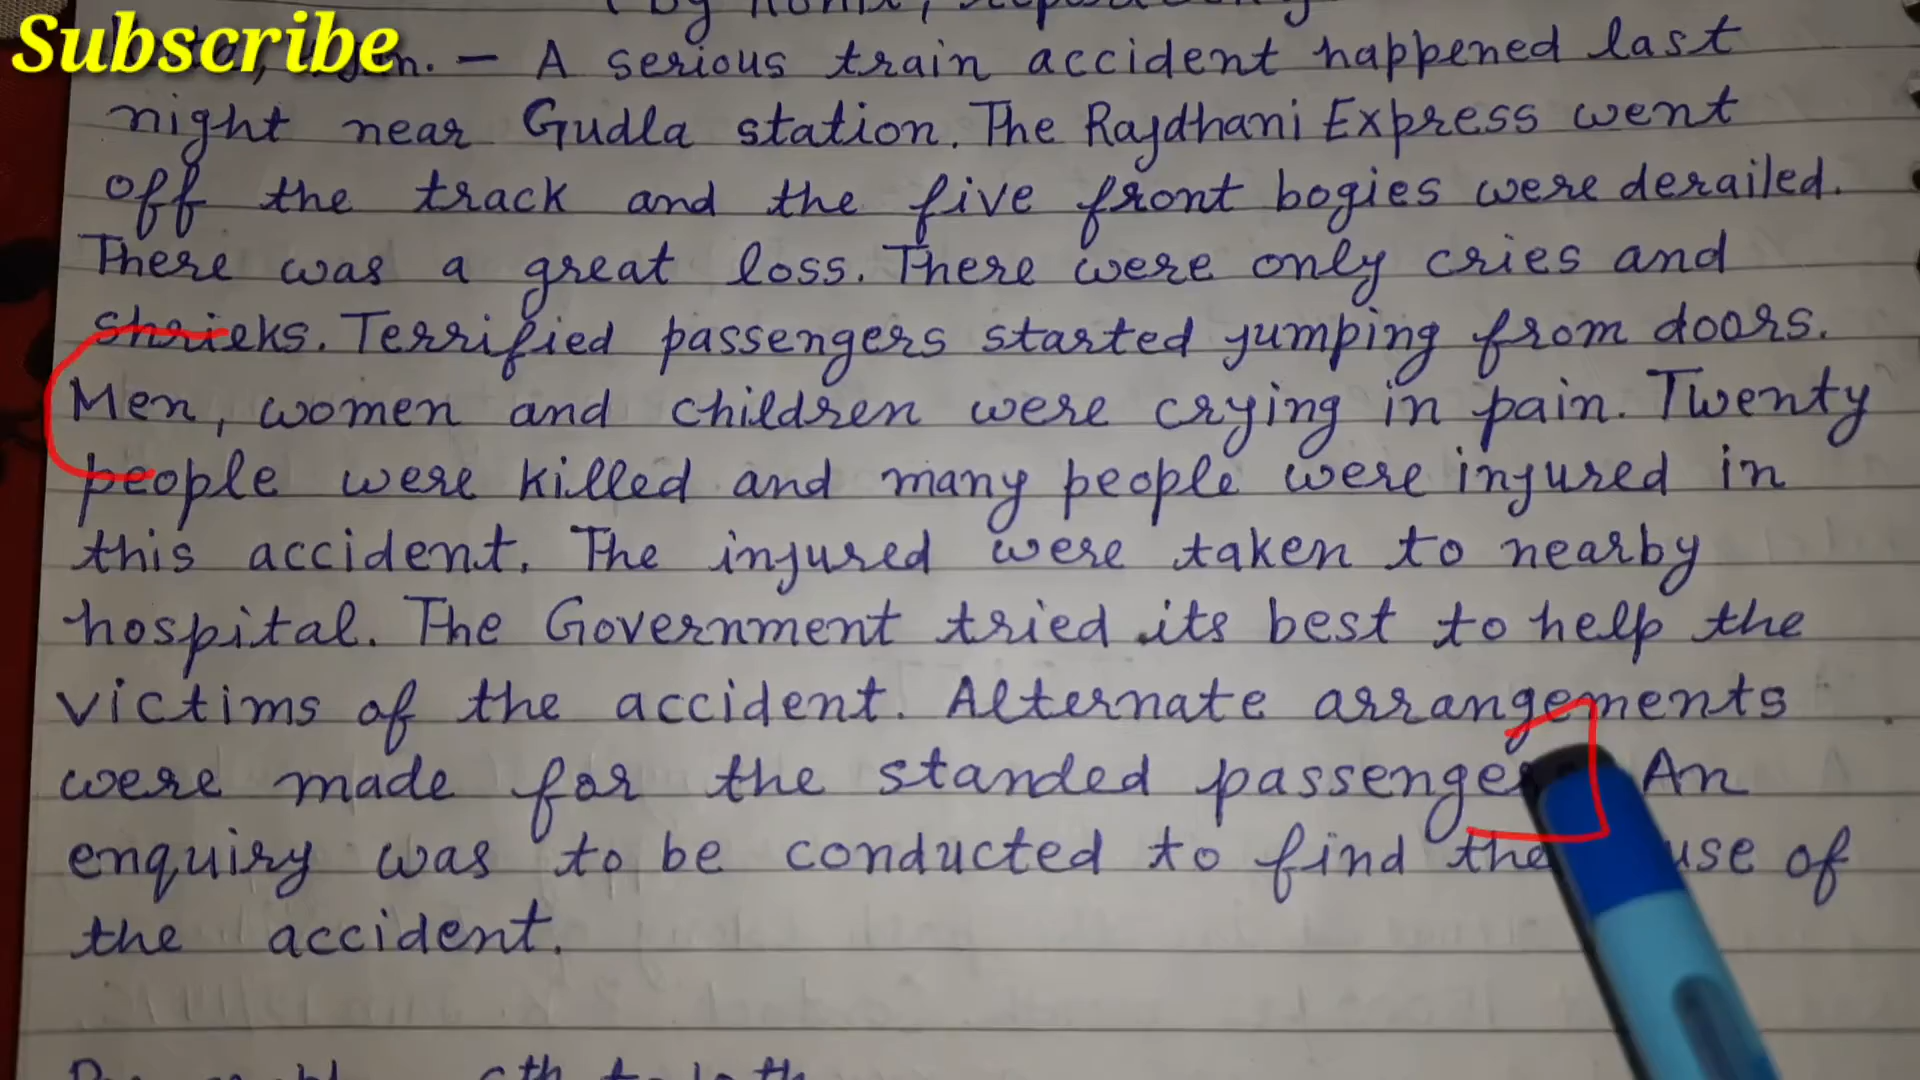 Subscribe
(By Rohit, Reporter
Jan. – A serious train accident happened last
night near Gudla station. The Rajdhani Express went
off the track and the five front bogies were derailed.
There was a great loss. There were only cries and
shrieks. Terrified passengers started jumping from doors.
Men, women and children were crying in pain. Twenty
people were killed and many people were injured in
this accident. The injured were taken to nearby
hospital. The Government tried its best to help the
victims of the accident. Alternate arrangements
were made for the standed passenge An
enquiry was to be conducted to find the use of
the accident.